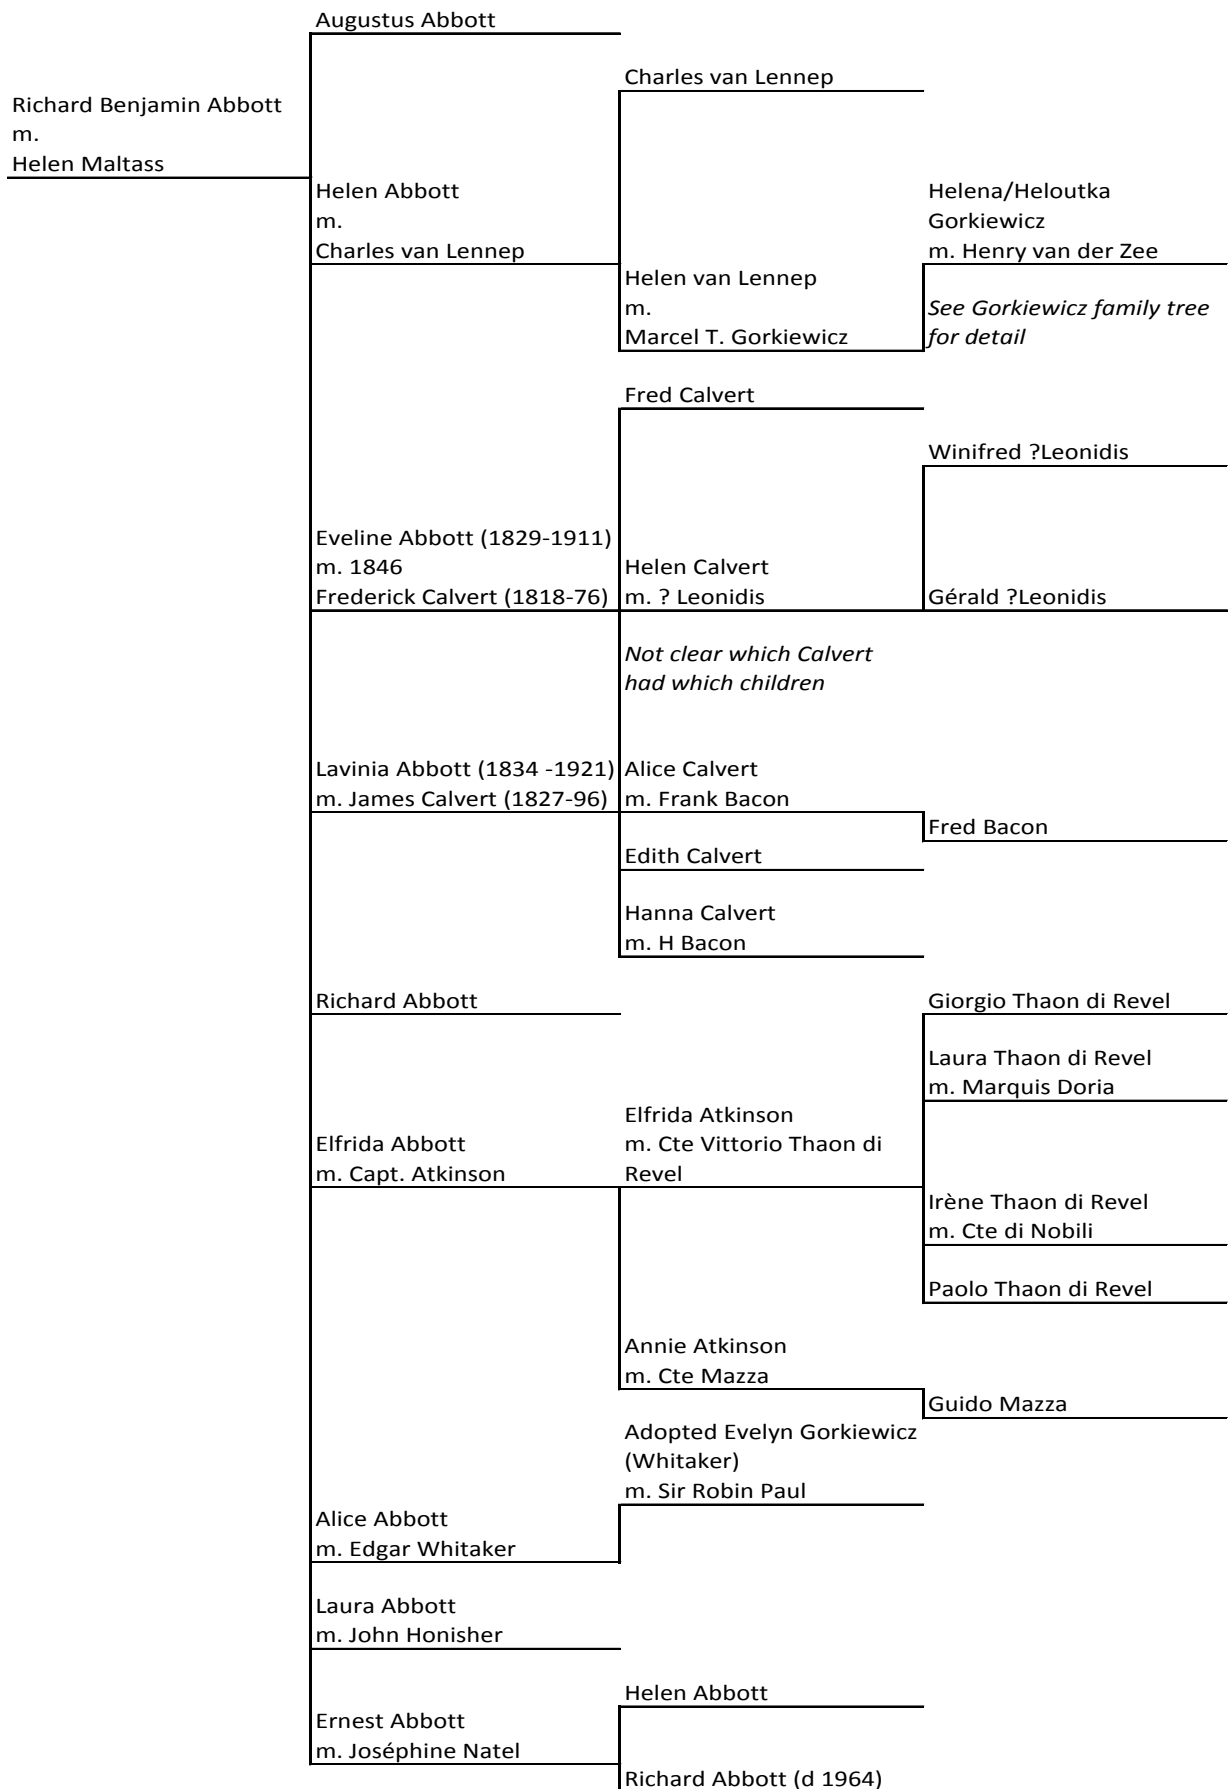 Augustus Abbott
Charles van Lennep
Richard Benjamin Abbott
m.
Helen Maltass
Helen Abbott
m.
Charles van Lennep
Helena/Heloutka
Gorkiewicz
m. Henry van der Zee
Helen van Lennep
m.
Marcel T. Gorkiewicz
See Gorkiewicz family tree
for detail
Fred Calvert
Winifred ?Leonidis
Eveline Abbott (1829-1911)
m. 1846
Frederick Calvert (1818-76)
Helen Calvert
m. ? Leonidis
Gérald ?Leonidis
Not clear which Calvert
had which children
Lavinia Abbott (1834 -1921)
m. James Calvert (1827-96)
Alice Calvert
m. Frank Bacon
Fred Bacon
Edith Calvert
Hanna Calvert
m. H Bacon
Richard Abbott
Giorgio Thaon di Revel
Laura Thaon di Revel
m. Marquis Doria
Elfrida Abbott
m. Capt. Atkinson
Elfrida Atkinson
m. Cte Vittorio Thaon di
Revel
Irène Thaon di Revel
m. Cte di Nobili
Paolo Thaon di Revel
Annie Atkinson
m. Cte Mazza
Guido Mazza
Adopted Evelyn Gorkiewicz
(Whitaker)
m. Sir Robin Paul
Alice Abbott
m. Edgar Whitaker
Laura Abbott
m. John Honisher
Helen Abbott
Ernest Abbott
m. Joséphine Natel
Richard Abbott (d 1964)